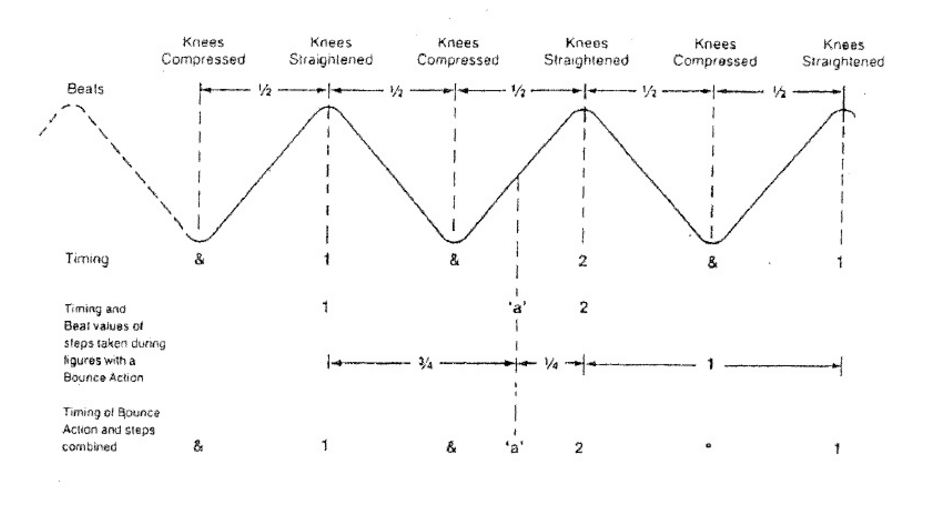 Knees Knees Knees Knees Knees Knees
Compressed Straightened Compressed Straightened Compressed Straightened
Beats ½ ½ ½ ½ ½
Timing & 1 & 2 & 1
Timing and 1 'a' 2
Beat values of
steps taken during
figures with a ¾ ¼ 1
Bounce Action
Timing of Bounce
Action and steps
combined & 1 & 'a' 2 1